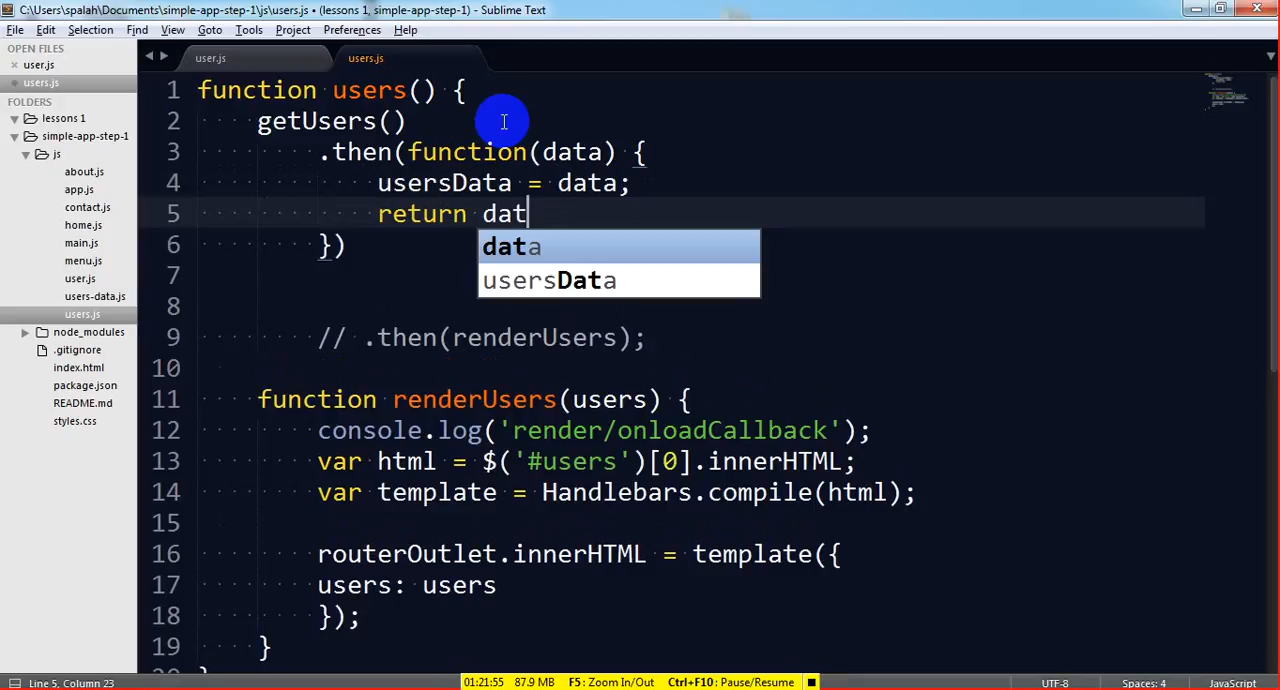 C:\Users\spalah\Documents\simple-app-step-1\js\users.js • (lessons 1, simple-app-step-1) - Sublime Text
File Edit Selection Find View Goto Tools Project Preferences Help
OPEN FILES
user.js
users.js
FOLDERS
lessons 1
simple-app-step-1
js
about.js
app.js
contact.js
home.js
main.js
menu.js
user.js
users-data.js
users.js
node_modules
.gitignore
index.html
package.json
README.md
styles.css
user.js users.js
1 function users() {
2 getUsers()
3 .then(function(data) {
4 usersData = data;
5 return dat
6 })
data
usersData
7
8
9 // .then(renderUsers);
10
11 function renderUsers(users) {
12 console.log('render/onloadCallback');
13 var html = $('#users')[0].innerHTML;
14 var template = Handlebars.compile(html);
15
16 routerOutlet.innerHTML = template({
17 users: users
18 });
19 }
20 }
Line 5, Column 23
01:21:55 87.9 MB F5: Zoom In/Out Ctrl+F10: Pause/Resume
UTF-8 Spaces: 4 JavaScript